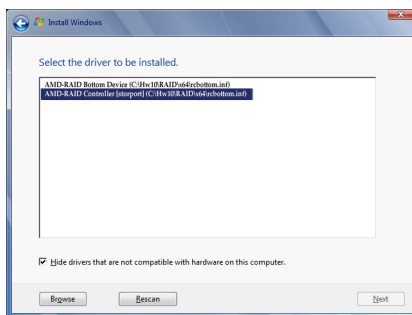 Install Windows
Select the driver to be installed.
AMD-RAID Bottom Device (C:\Hw10\RAID\x64\rcbottom.inf)
AMD-RAID Controller [storport] (C:\Hw10\RAID\x64\rcbottom.inf)
Hide drivers that are not compatible with hardware on this computer.
Browse Rescan Next